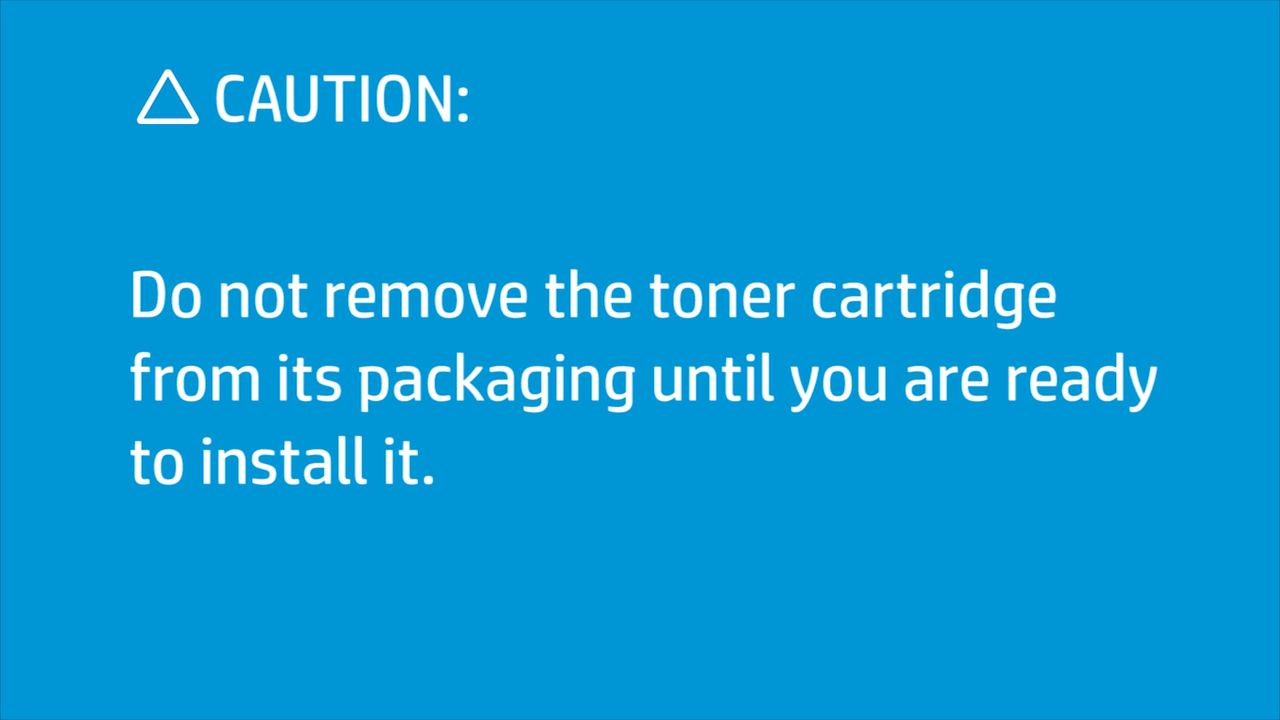 CAUTION:
Do not remove the toner cartridge
from its packaging until you are ready
to install it.